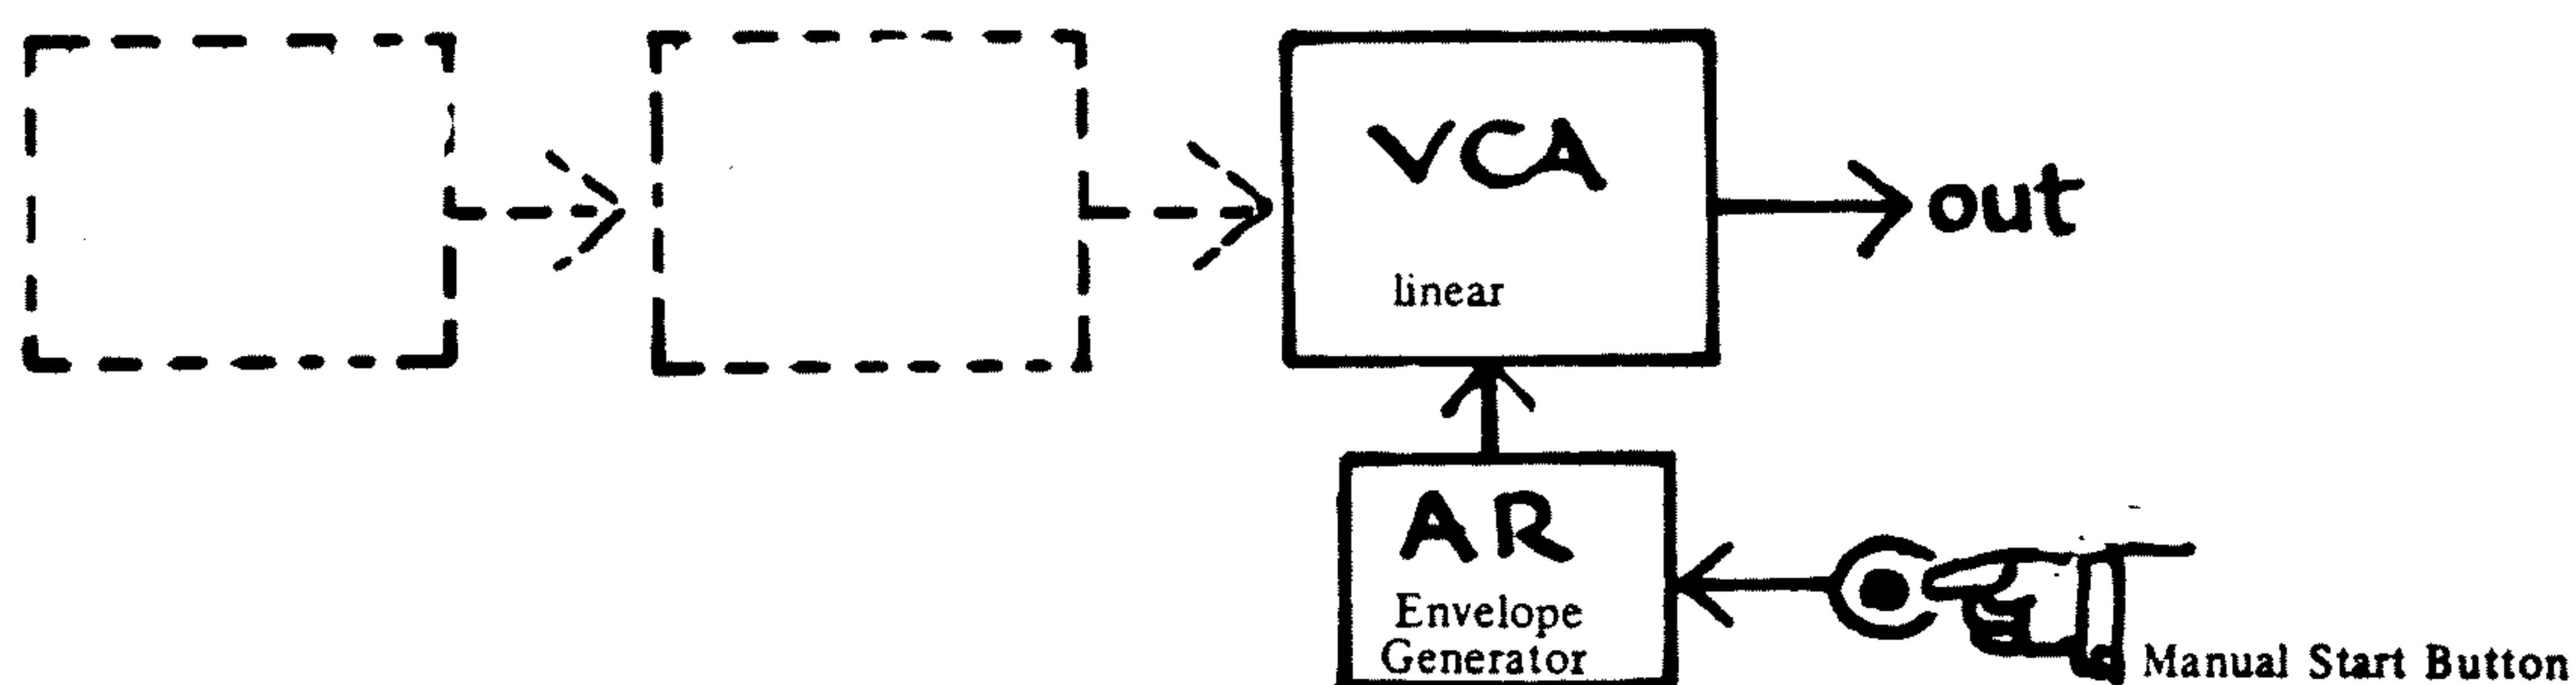 VCA
out
linear
AR
Envelope
Generator
Manual Start Button